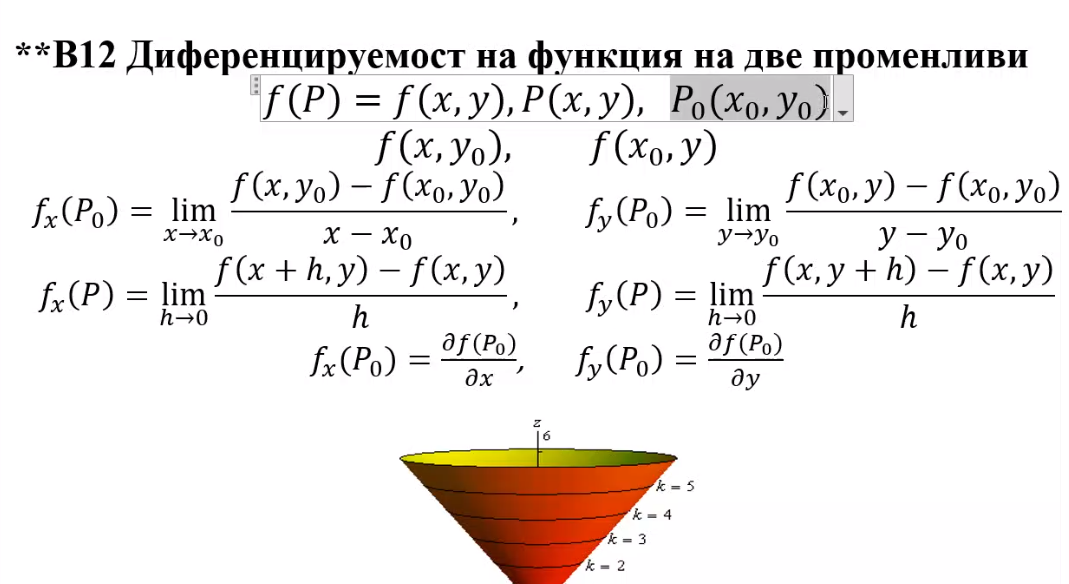 **В12 Диференцируемост на функция на две променливи
f(P) = f(x, y), P(x, y), P₀(x₀, y₀)
f(x, y₀), f(x₀, y)
fₓ(P₀) = lim_{x→x₀} (f(x, y₀) − f(x₀, y₀))/(x − x₀), f_y(P₀) = lim_{y→y₀} (f(x₀, y) − f(x₀, y₀))/(y − y₀)
fₓ(P) = lim_{h→0} (f(x + h, y) − f(x, y))/h, f_y(P) = lim_{h→0} (f(x, y + h) − f(x, y))/h
fₓ(P₀) = ∂f(P₀)/∂x, f_y(P₀) = ∂f(P₀)/∂y
z
6
k = 5
k = 4
k = 3
k = 2